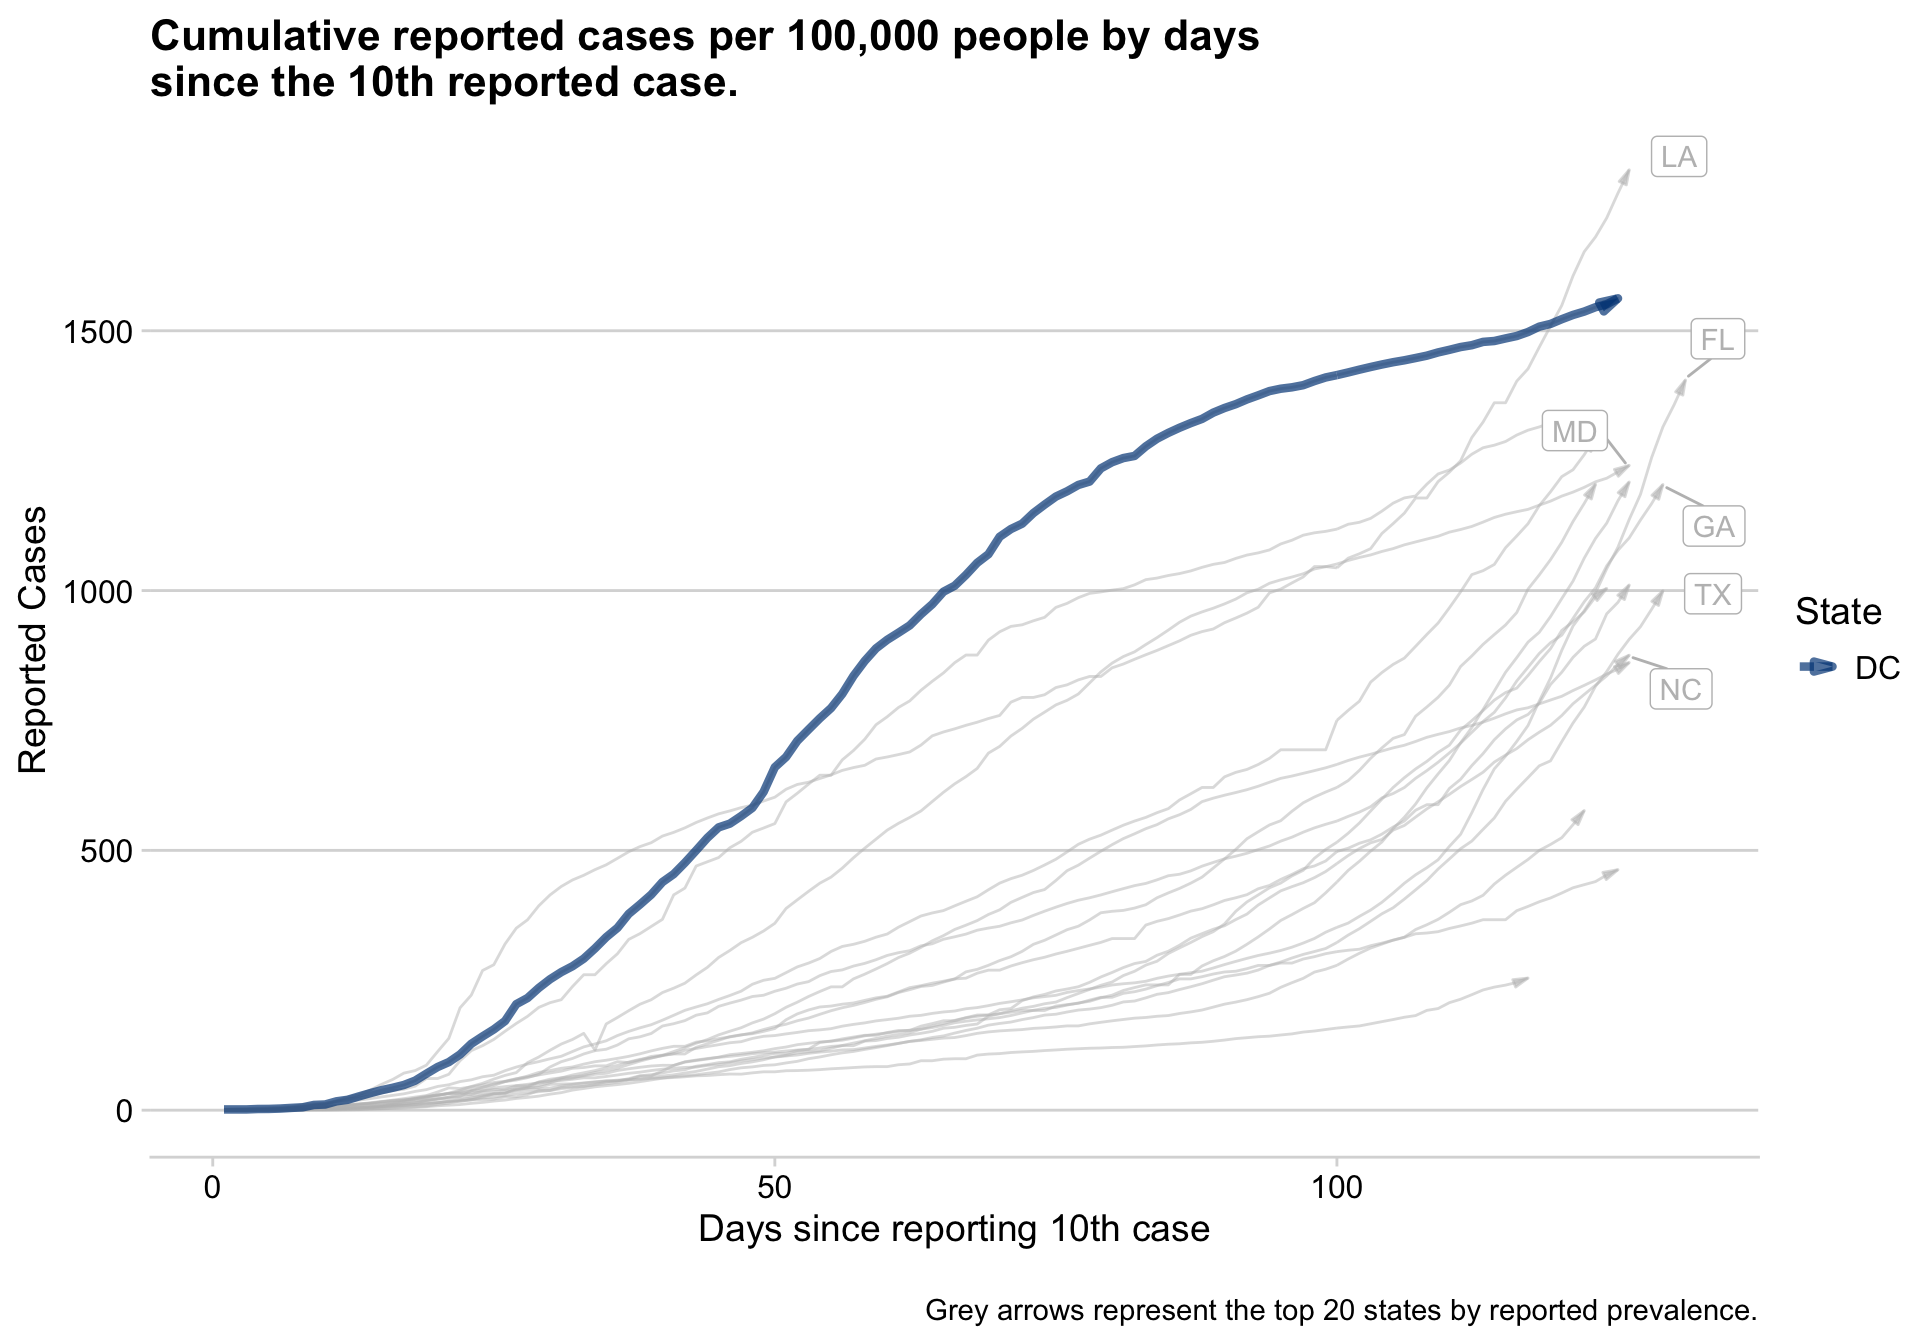 Cumulative reported cases per 100,000 people by days
since the 10th reported case.
LA
1500
FL
MD
GA
1000
TX
NC
500
0
Reported Cases
State
DC
0
50
100
Days since reporting 10th case
Grey arrows represent the top 20 states by reported prevalence.